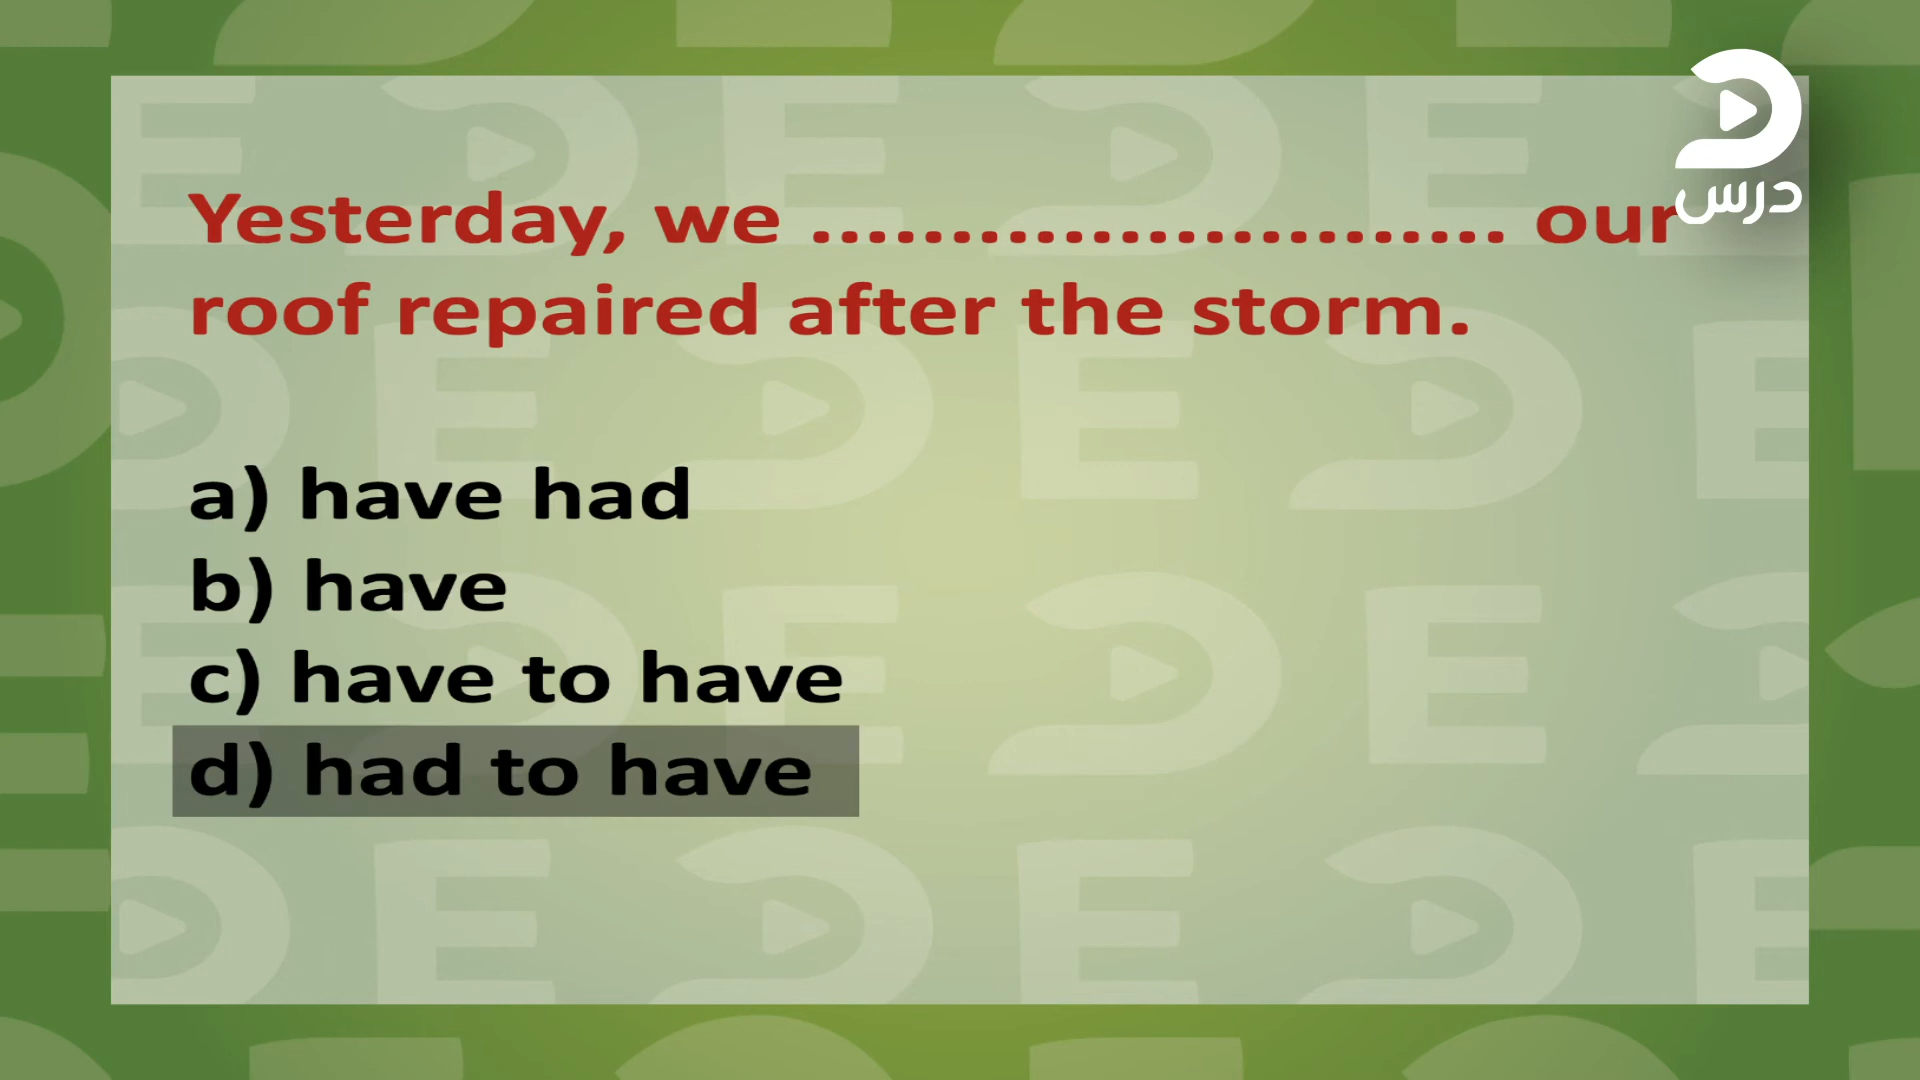 درس
Yesterday, we ......................... our
roof repaired after the storm.
a) have had
b) have
c) have to have
d) had to have